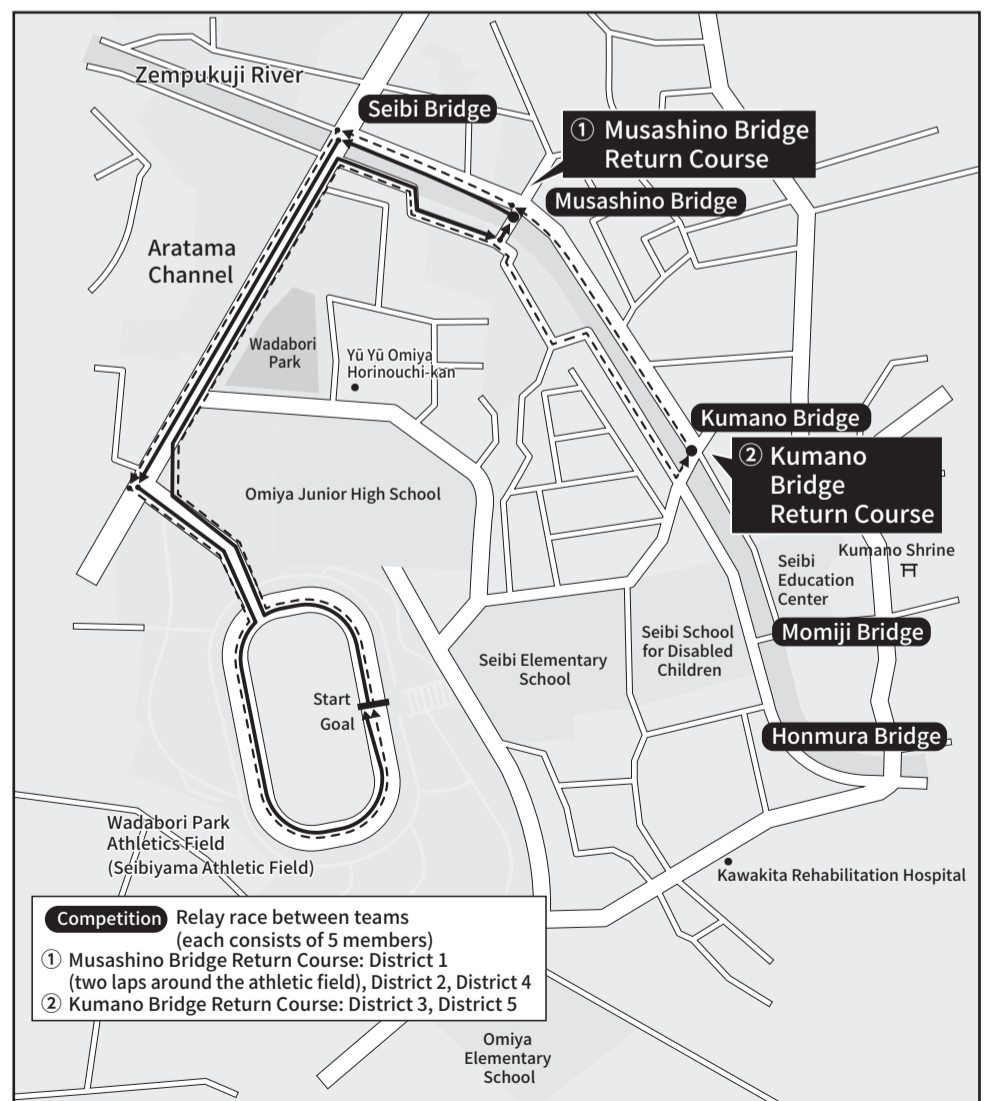 Zempukuji River
Seibi Bridge
① Musashino Bridge
Return Course
Musashino Bridge
Aratama
Channel
Wadabori
Park
Yū Yū Omiya
Horinouchi-kan
Kumano Bridge
② Kumano
Bridge
Return Course
Omiya Junior High School
Kumano Shrine
Seibi
Education
Center
Momiji Bridge
Seibi School
for Disabled
Children
Seibi Elementary
School
Start
Goal
Honmura Bridge
Wadabori Park
Athletics Field
(Seibiyama Athletic Field)
Kawakita Rehabilitation Hospital
Competition Relay race between teams
(each consists of 5 members)
① Musashino Bridge Return Course: District 1
(two laps around the athletic field), District 2, District 4
② Kumano Bridge Return Course: District 3, District 5
Omiya
Elementary
School